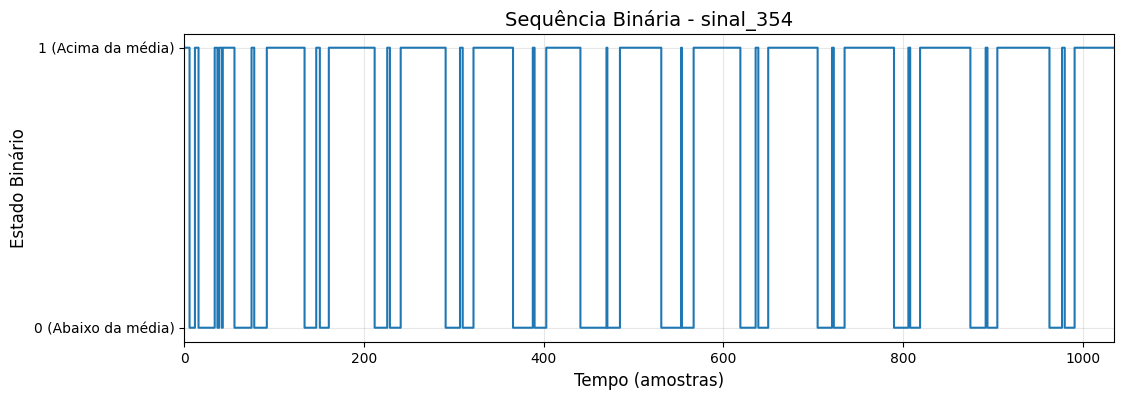 Sequência Binária - sinal_354
1 (Acima da média)
0 (Abaixo da média)
Estado Binário
0 200 400 600 800 1000
Tempo (amostras)